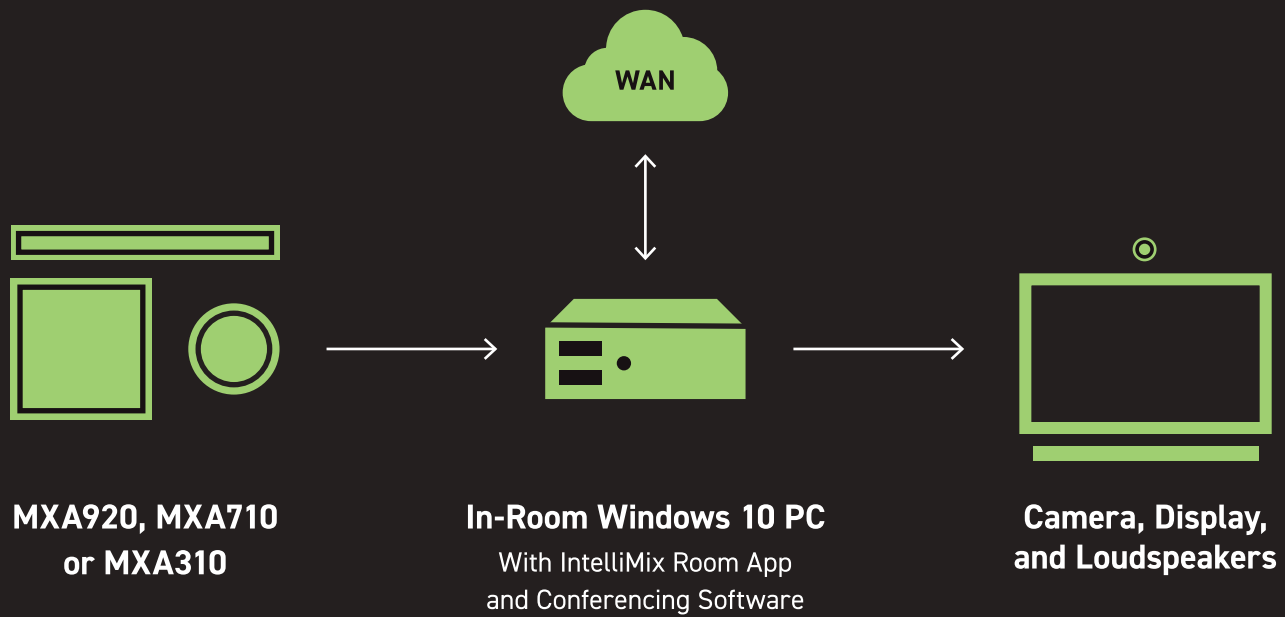 WAN
MXA920, MXA710
or MXA310
In-Room Windows 10 PC
With IntelliMix Room App
and Conferencing Software
Camera, Display,
and Loudspeakers